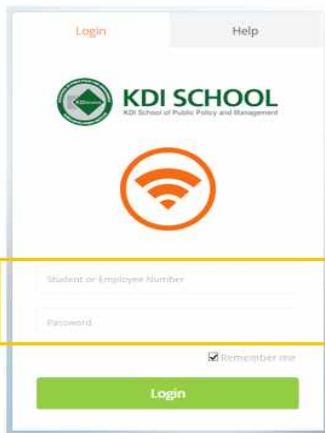 Login
Help
KDI SCHOOL
KDI School of Public Policy and Management
Student or Employee Number
Password
Remember me
Login